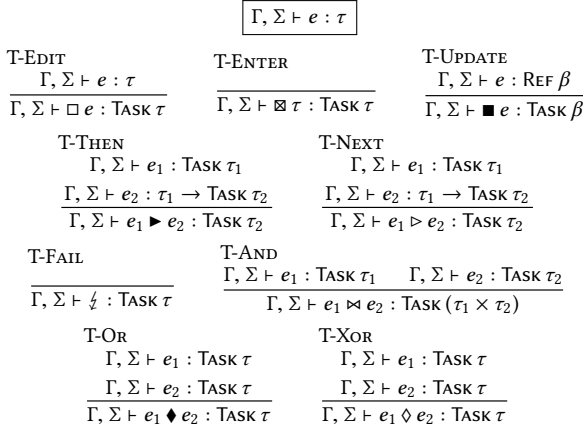 Γ, Σ ⊢ e : τ
T-Edit
Γ, Σ ⊢ e : τ
Γ, Σ ⊢ □ e : Task τ
T-Enter
Γ, Σ ⊢ ⊠ τ : Task τ
T-Update
Γ, Σ ⊢ e : Ref β
Γ, Σ ⊢ ■ e : Task β
T-Then
Γ, Σ ⊢ e₁ : Task τ₁
Γ, Σ ⊢ e₂ : τ₁ → Task τ₂
Γ, Σ ⊢ e₁ ▶ e₂ : Task τ₂
T-Next
Γ, Σ ⊢ e₁ : Task τ₁
Γ, Σ ⊢ e₂ : τ₁ → Task τ₂
Γ, Σ ⊢ e₁ ▷ e₂ : Task τ₂
T-Fail
Γ, Σ ⊢ ↯ : Task τ
T-And
Γ, Σ ⊢ e₁ : Task τ₁ Γ, Σ ⊢ e₂ : Task τ₂
Γ, Σ ⊢ e₁ ⋈ e₂ : Task (τ₁ × τ₂)
T-Or
Γ, Σ ⊢ e₁ : Task τ
Γ, Σ ⊢ e₂ : Task τ
Γ, Σ ⊢ e₁ ♦ e₂ : Task τ
T-Xor
Γ, Σ ⊢ e₁ : Task τ
Γ, Σ ⊢ e₂ : Task τ
Γ, Σ ⊢ e₁ ◊ e₂ : Task τ